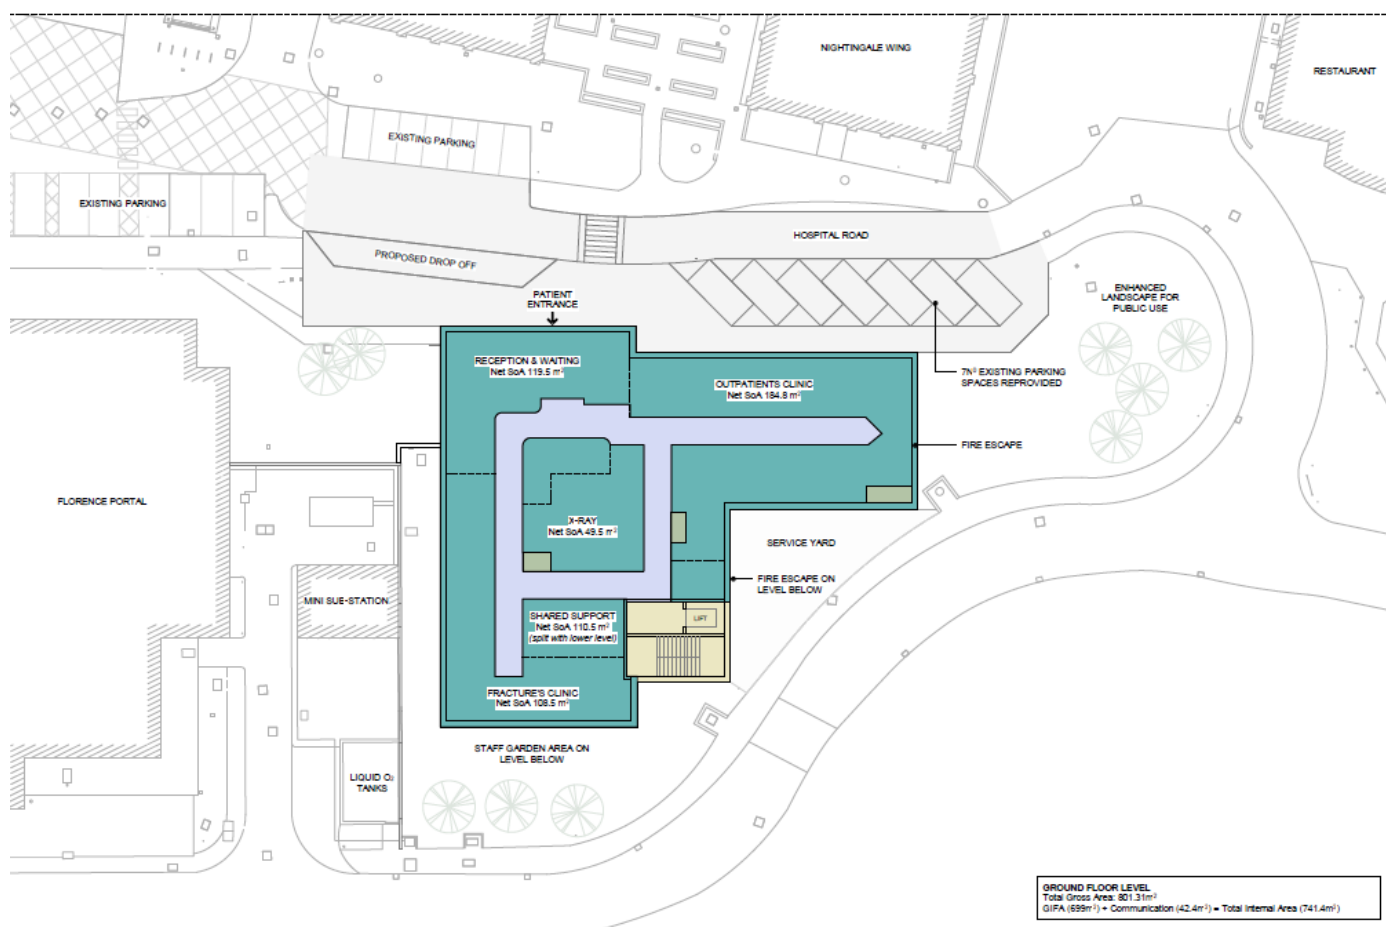 NIGHTINGALE WING
RESTAURANT
EXISTING PARKING
EXISTING PARKING
HOSPITAL ROAD
PROPOSED DROP OFF
PATIENT
ENTRANCE
ENHANCED
LANDSCAPE FOR
PUBLIC USE
RECEPTION & WAITING
Net SoA 119.5 m²
OUTPATIENTS CLINIC
Net SoA 184.8 m²
7Nº EXISTING PARKING
SPACES REPROVIDED
FIRE ESCAPE
FLORENCE PORTAL
X-RAY
Net SoA 49.5 m²
SERVICE YARD
FIRE ESCAPE ON
LEVEL BELOW
MINI SUE-STATION
SHARED SUPPORT
Net SoA 110.5 m²
(split with lower level)
LIFT
FRACTURE'S CLINIC
Net SoA 108.5 m²
STAFF GARDEN AREA ON
LEVEL BELOW
LIQUID O₂
TANKS
GROUND FLOOR LEVEL
Total Gross Area: 801.31m²
GIFA (699m²) + Communication (42.4m²) = Total Internal Area (741.4m²)